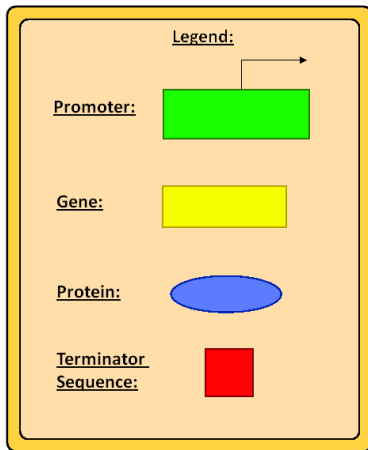 Legend:
Promoter:
Gene:
Protein:
Terminator
Sequence: